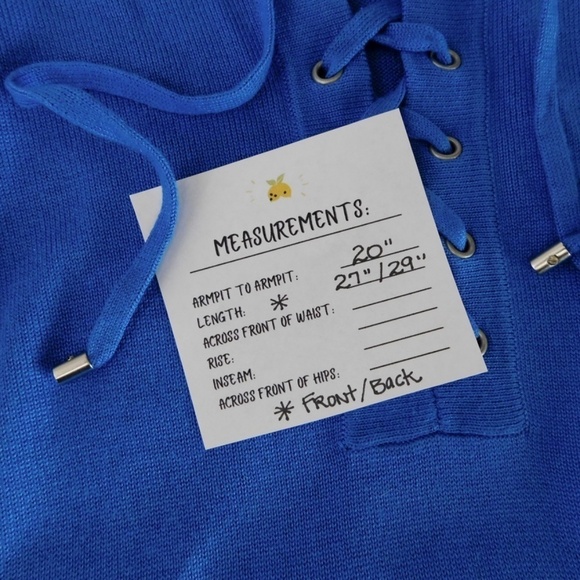 MEASUREMENTS:
ARMPIT TO ARMPIT: 20"
LENGTH: * 27"/29"
ACROSS FRONT OF WAIST:
RISE:
INSEAM:
ACROSS FRONT OF HIPS:
* FRONT/BACK